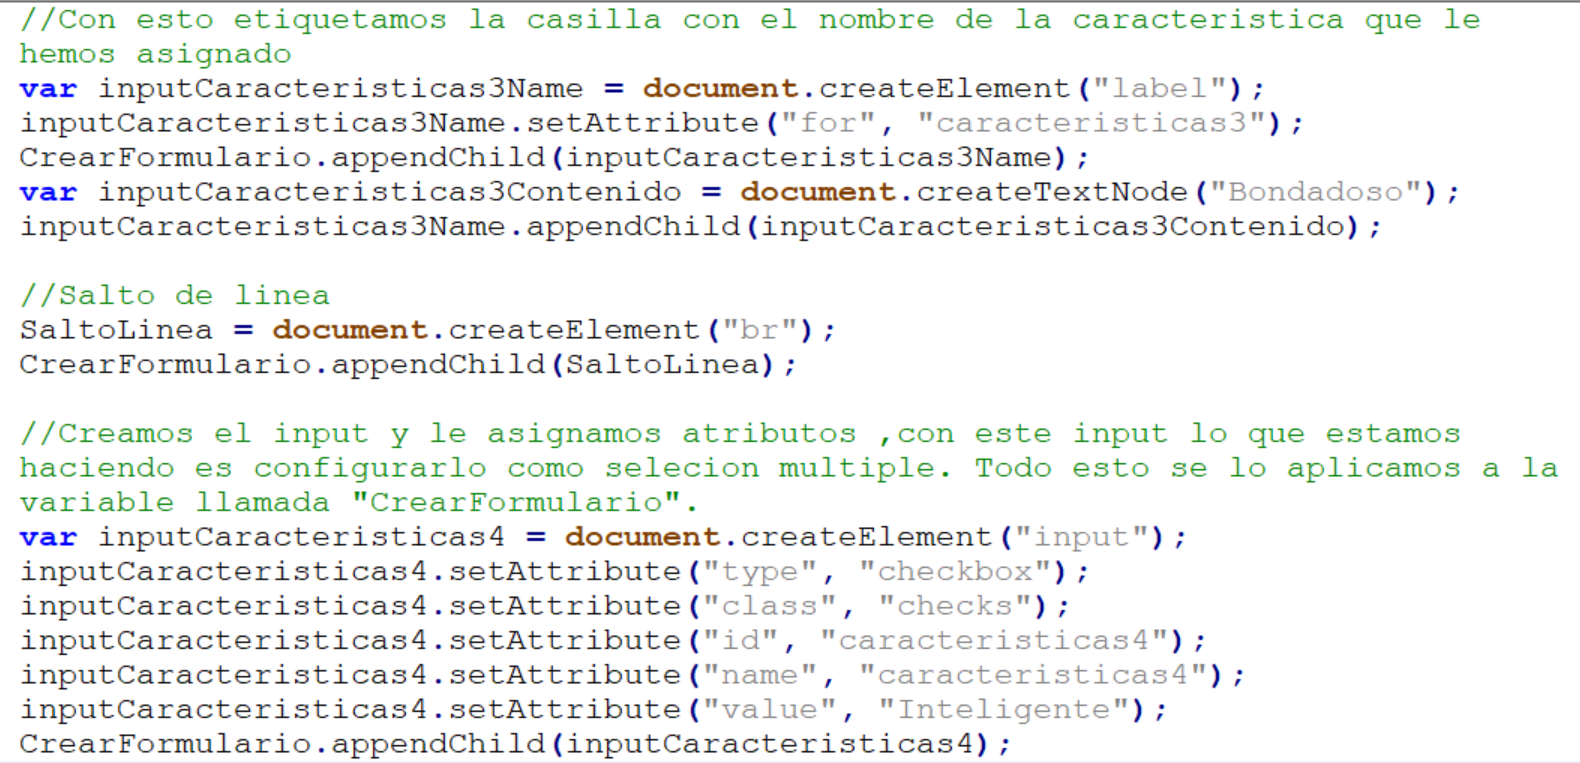 //Con esto etiquetamos la casilla con el nombre de la caracteristica que le
hemos asignado
var inputCaracteristicas3Name = document.createElement("label");
inputCaracteristicas3Name.setAttribute("for", "caracteristicas3");
CrearFormulario.appendChild(inputCaracteristicas3Name);
var inputCaracteristicas3Contenido = document.createTextNode("Bondadoso");
inputCaracteristicas3Name.appendChild(inputCaracteristicas3Contenido);

//Salto de linea
SaltoLinea = document.createElement("br");
CrearFormulario.appendChild(SaltoLinea);

//Creamos el input y le asignamos atributos ,con este input lo que estamos
haciendo es configurarlo como selecion multiple. Todo esto se lo aplicamos a la
variable llamada "CrearFormulario".
var inputCaracteristicas4 = document.createElement("input");
inputCaracteristicas4.setAttribute("type", "checkbox");
inputCaracteristicas4.setAttribute("class", "checks");
inputCaracteristicas4.setAttribute("id", "caracteristicas4");
inputCaracteristicas4.setAttribute("name", "caracteristicas4");
inputCaracteristicas4.setAttribute("value", "Inteligente");
CrearFormulario.appendChild(inputCaracteristicas4);